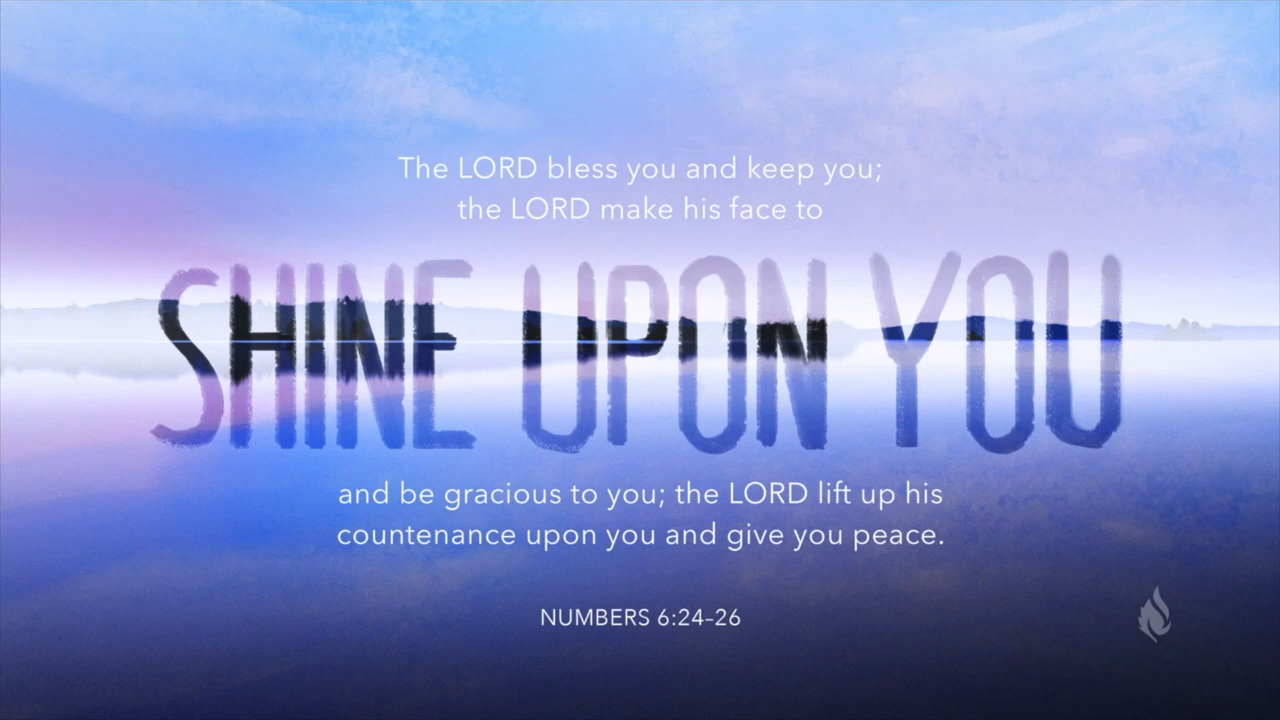 The LORD bless you and keep you;
the LORD make his face to
SHINE UPON YOU
and be gracious to you; the LORD lift up his
countenance upon you and give you peace.
NUMBERS 6:24–26